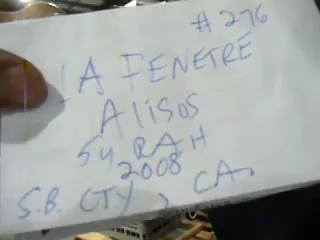 # 276
LA FENETRE
Alisos
SyRAH
2008
S.B. CTY, CA.